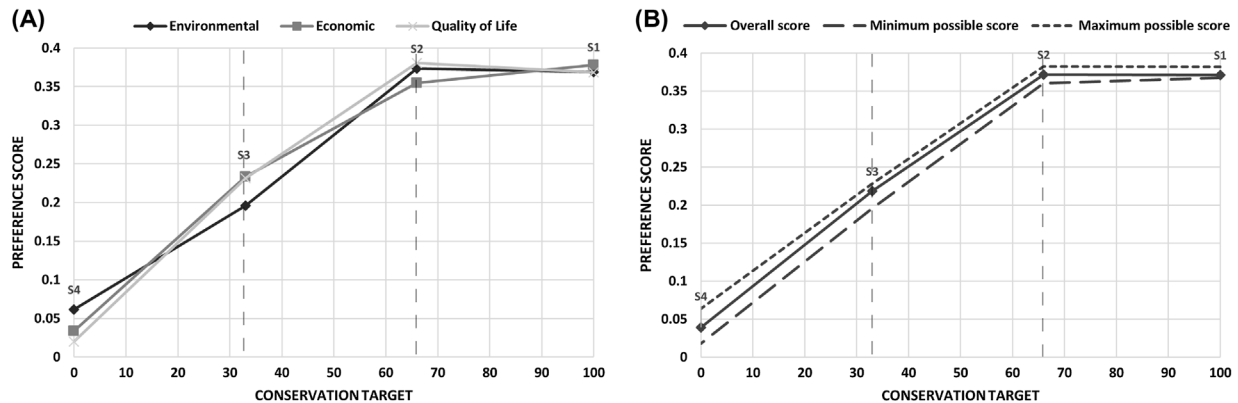 (A)
Environmental Economic Quality of Life
0.4
0.35
0.3
0.25
0.2
0.15
0.1
0.05
0
PREFERENCE SCORE
S4
S3
S2
S1
0 10 20 30 40 50 60 70 80 90 100
CONSERVATION TARGET
(B)
Overall score Minimum possible score Maximum possible score
0.4
0.35
0.3
0.25
0.2
0.15
0.1
0.05
0
PREFERENCE SCORE
S4
S3
S2
S1
0 10 20 30 40 50 60 70 80 90 100
CONSERVATION TARGET